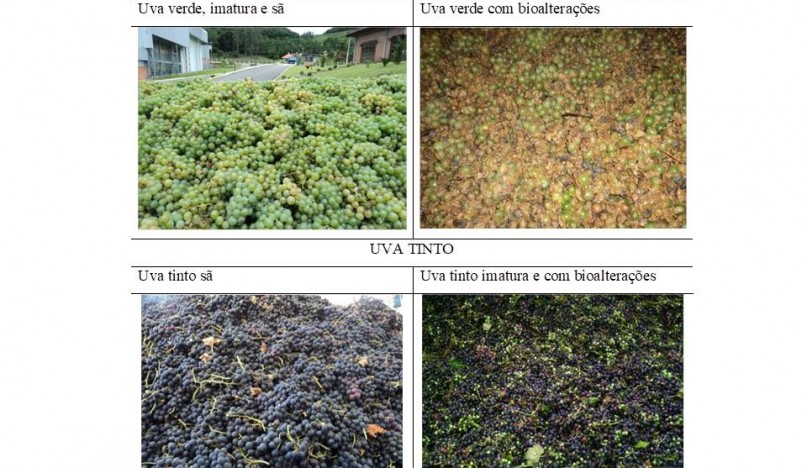 Uva verde, imatura e sã
Uva verde com bioalterações
UVA TINTO
Uva tinto sã
Uva tinto imatura e com bioalterações